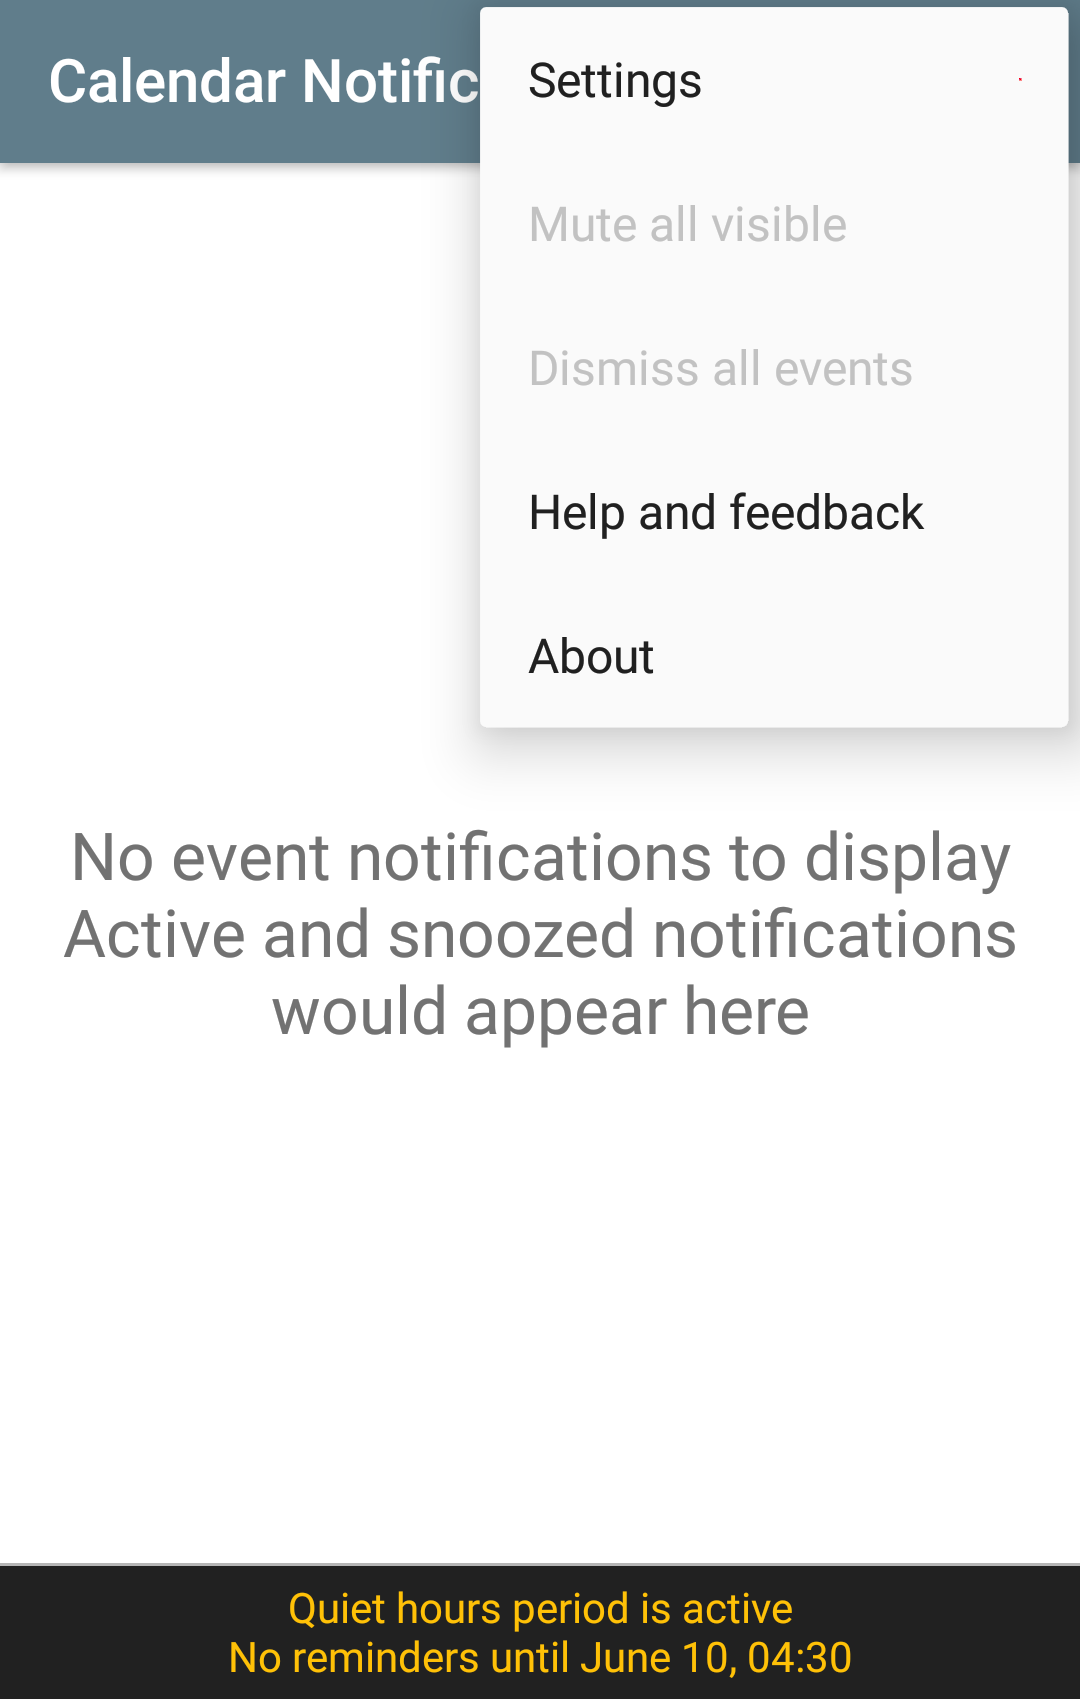 Calendar Notific
Settings
Mute all visible
Dismiss all events
Help and feedback
About
No event notifications to display
Active and snoozed notifications
would appear here
Quiet hours period is active
No reminders until June 10, 04:30